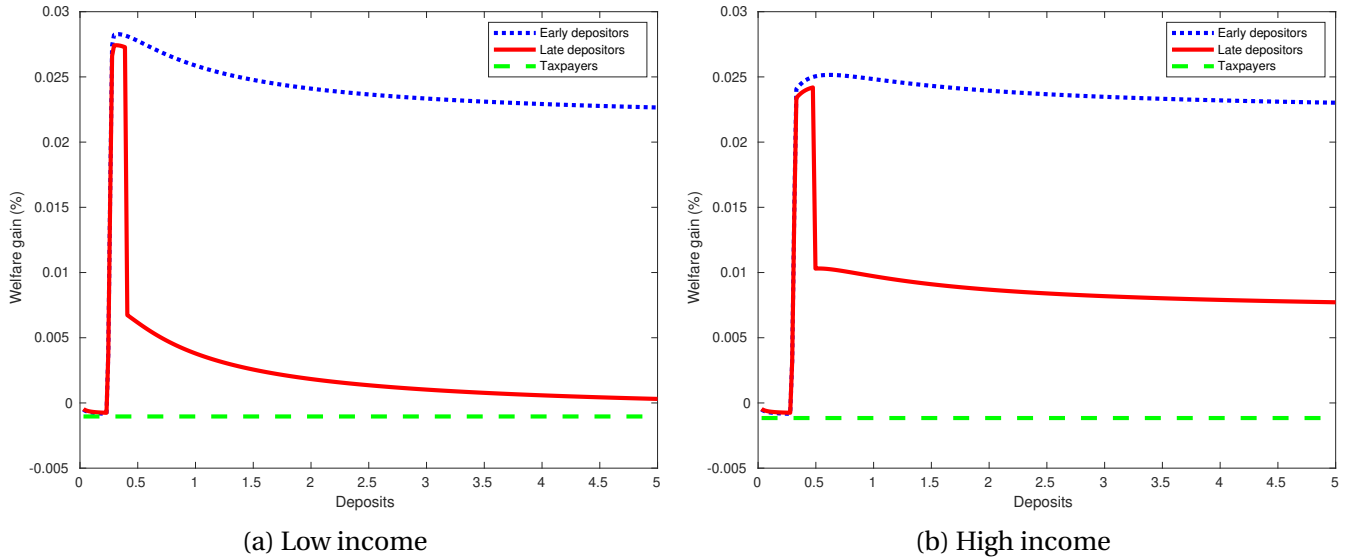 0.03
0.025
0.02
0.015
0.01
0.005
0
-0.005
Welfare gain (%)
0 0.5 1 1.5 2 2.5 3 3.5 4 4.5 5
Deposits
Early depositors
Late depositors
Taxpayers
(a) Low income
0.03
0.025
0.02
0.015
0.01
0.005
0
-0.005
Welfare gain (%)
0 0.5 1 1.5 2 2.5 3 3.5 4 4.5 5
Deposits
Early depositors
Late depositors
Taxpayers
(b) High income